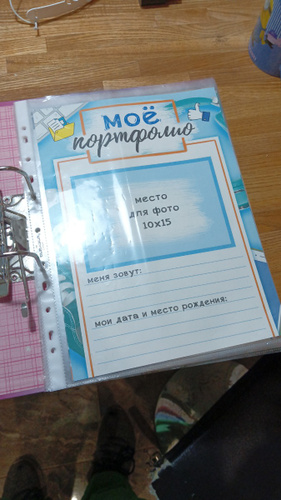 моё
портфолио
место
для фото
10х15
меня зовут:
мои дата и место рождения: